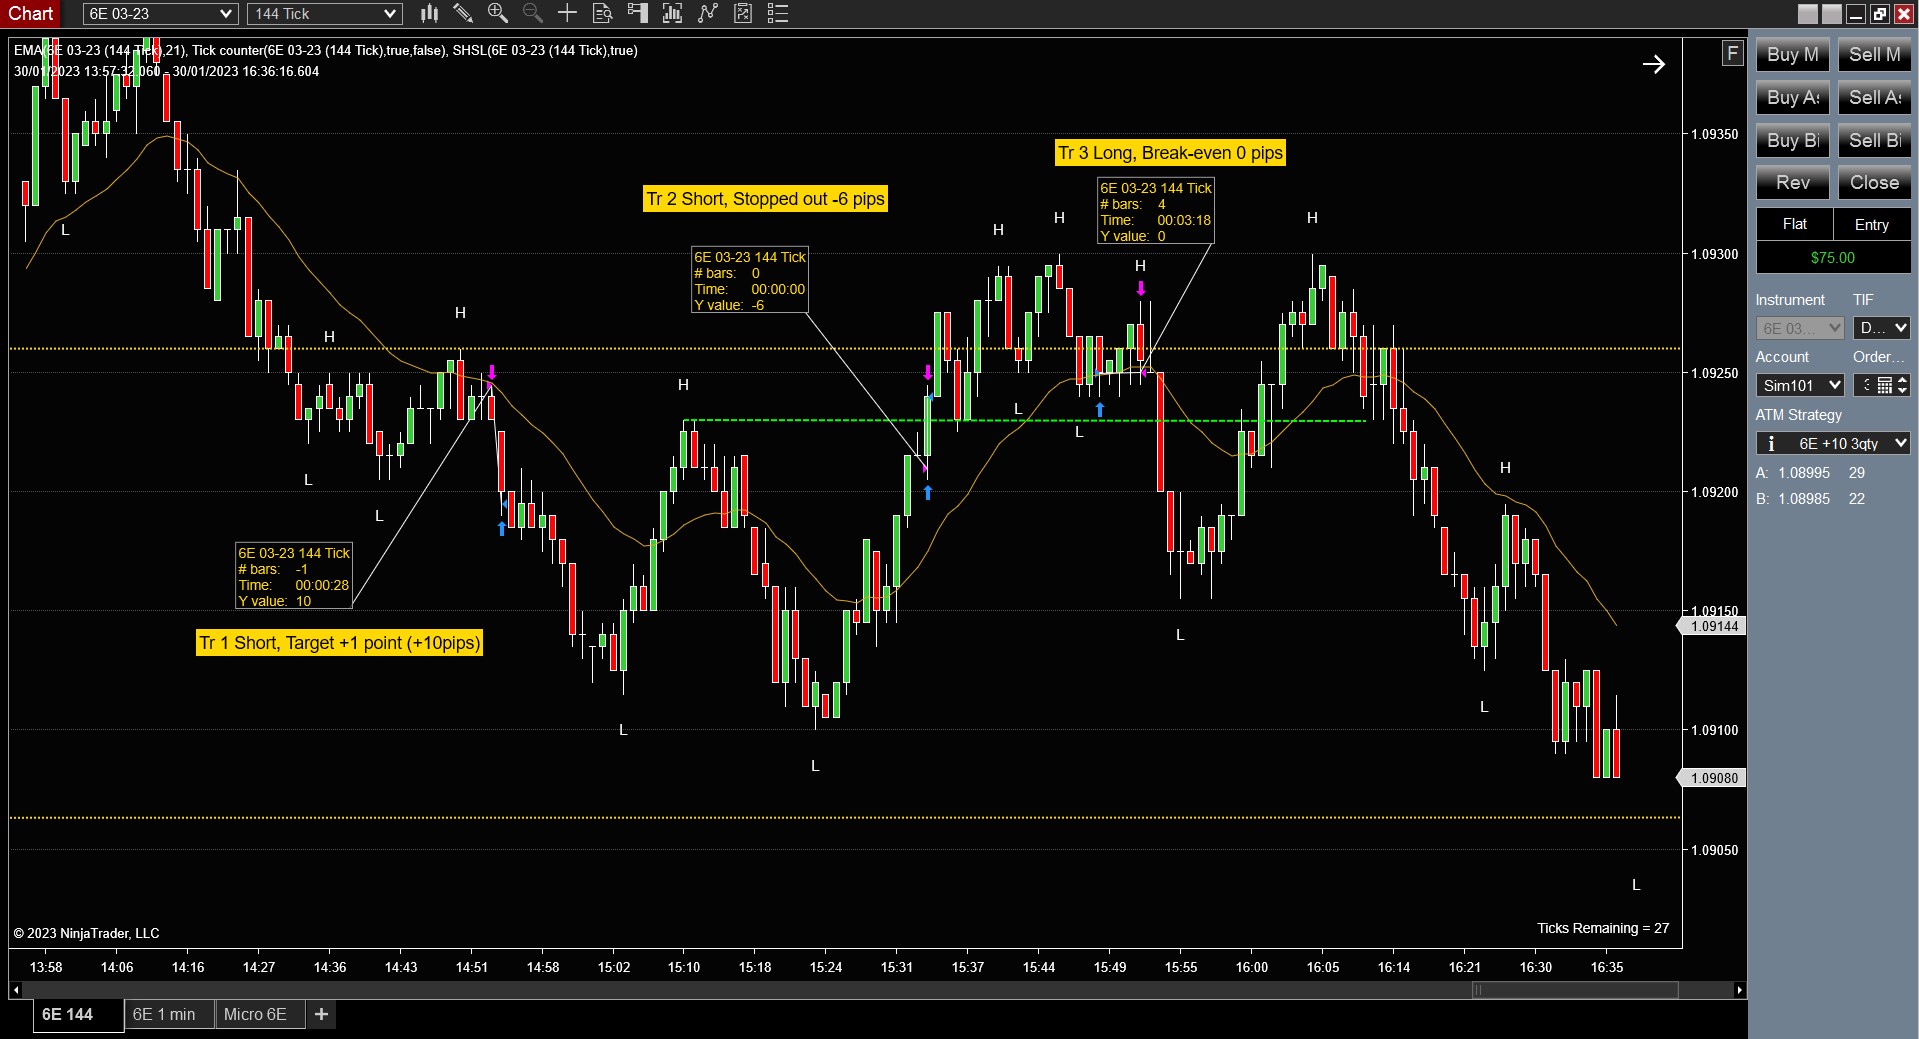 Chart
6E 03-23
144 Tick
EMA(6E 03-23 (144 Tick),21), Tick counter(6E 03-23 (144 Tick),true,false), SHSL(6E 03-23 (144 Tick),true)
30/01/2023 13:57:32.060 - 30/01/2023 16:36:16.604
F
Buy M Sell M
Buy A Sell A
Buy Bi Sell Bi
Rev Close
Flat Entry
$75.00
Instrument TIF
6E 03... D...
Account Order...
Sim101
ATM Strategy
i 6E +10 3qty
A: 1.08995 29
B: 1.08985 22
Tr 3 Long, Break-even 0 pips
6E 03-23 144 Tick
# bars: 4
Time: 00:03:18
Y value: 0
Tr 2 Short, Stopped out -6 pips
6E 03-23 144 Tick
# bars: 0
Time: 00:00:00
Y value: -6
6E 03-23 144 Tick
# bars: -1
Time: 00:00:28
Y value: 10
Tr 1 Short, Target +1 point (+10pips)
L
H
H
L
L
H
L
L
H
H
L
L
H
L
H
H
L
L
1.09350
1.09300
1.09250
1.09200
1.09150
1.09144
1.09100
1.09080
1.09050
© 2023 NinjaTrader, LLC
Ticks Remaining = 27
13:58 14:06 14:16 14:27 14:36 14:43 14:51 14:58 15:02 15:10 15:18 15:24 15:31 15:37 15:44 15:49 15:55 16:00 16:05 16:14 16:21 16:30 16:35
6E 144 6E 1 min Micro 6E +